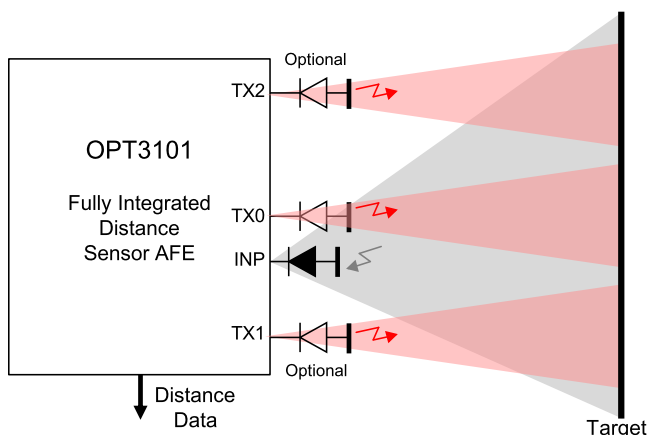 Optional
TX2
OPT3101
Fully Integrated
Distance
Sensor AFE
TX0
INP
TX1
Optional
Distance
Data
Target